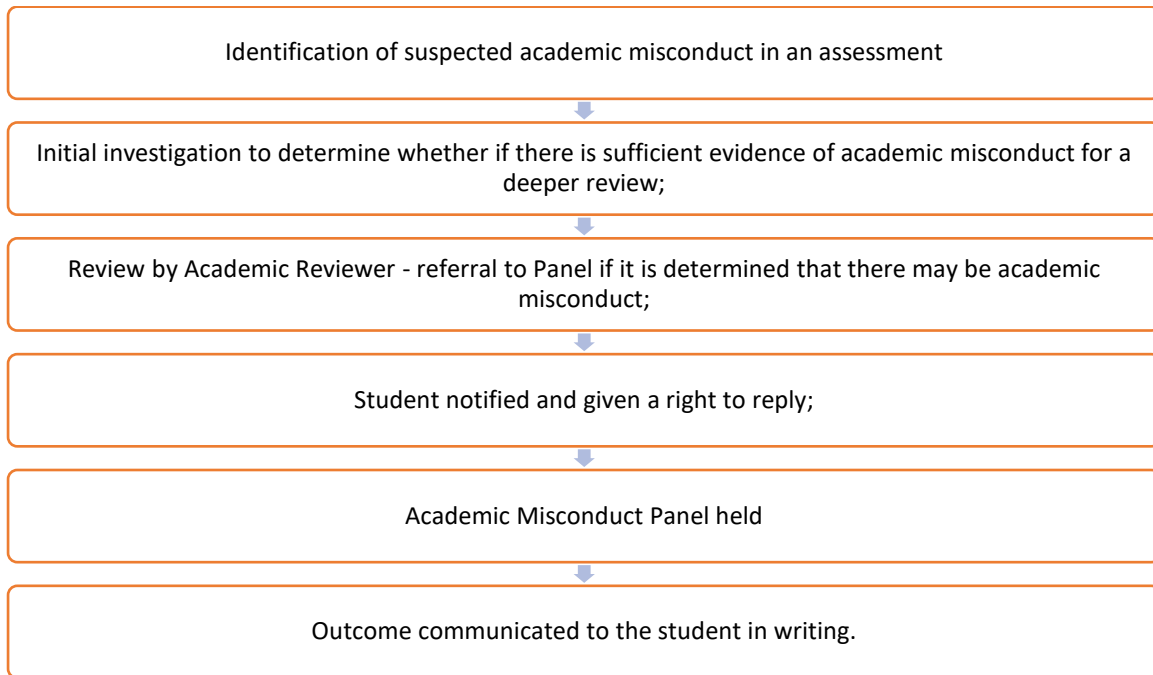 Identification of suspected academic misconduct in an assessment
Initial investigation to determine whether if there is sufficient evidence of academic misconduct for a
deeper review;
Review by Academic Reviewer - referral to Panel if it is determined that there may be academic
misconduct;
Student notified and given a right to reply;
Academic Misconduct Panel held
Outcome communicated to the student in writing.